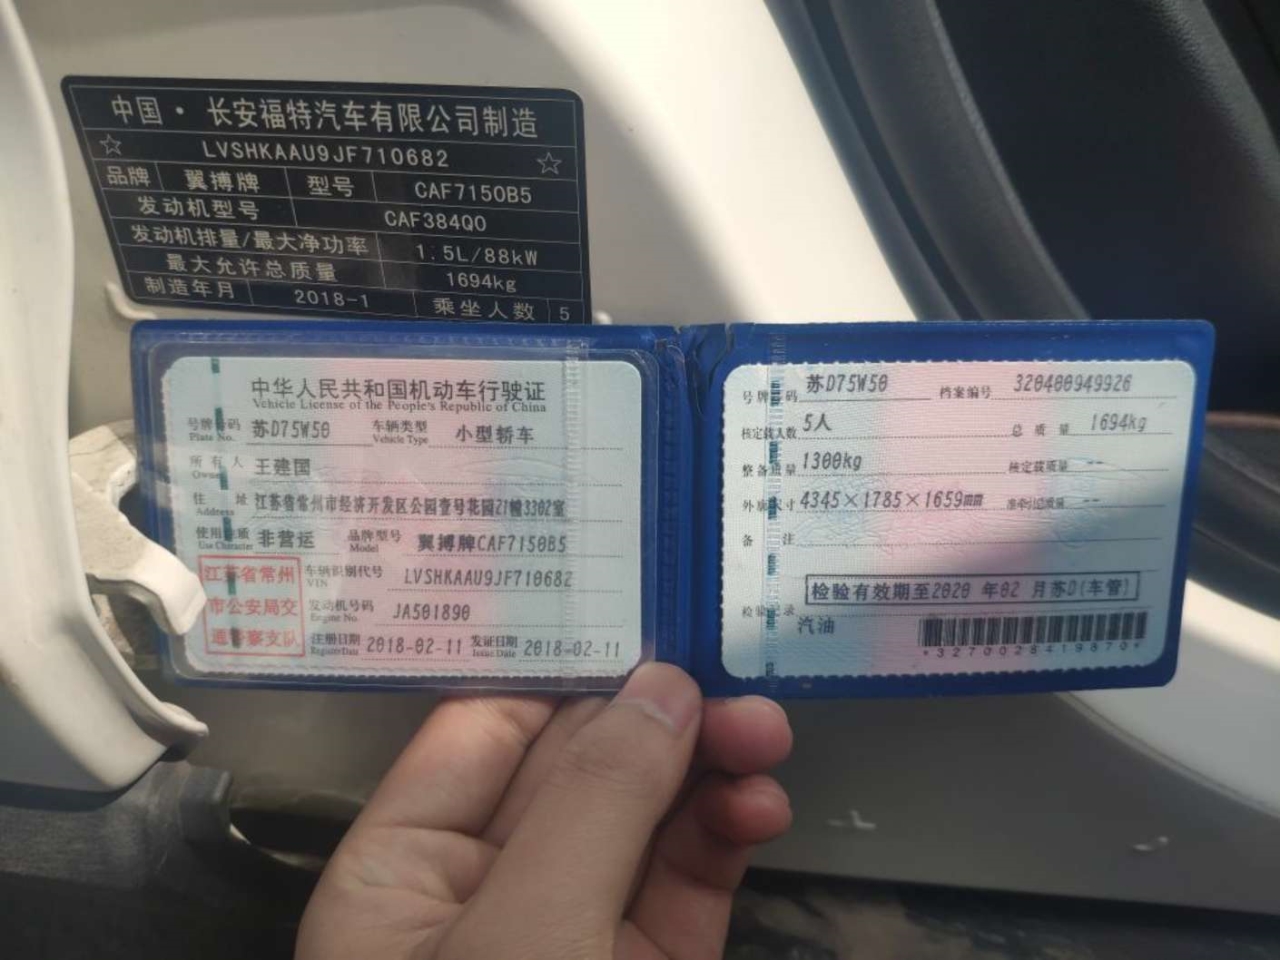 中国·长安福特汽车有限公司制造
☆ LVSHKAAU9JF710682 ☆
品牌 翼搏牌 型号 CAF7150B5
发动机型号 CAF384Q0
发动机排量/最大净功率 1.5L/88kW
最大允许总质量 1694kg
制造年月 2018-1 乘坐人数 5
中华人民共和国机动车行驶证
Vehicle License of the People's Republic of China
号牌号码 苏D75W50 车辆类型 小型轿车
Plate No. Vehicle Type
所有人 王建国
Owner
住址 江苏省常州市经济开发区公园壹号花园21幢3302室
Address
使用性质 非营运 品牌型号 翼搏牌CAF7150B5
Use Character Model
江苏省常州
市公安局交
通警察支队
车辆识别代号 LVSHKAAU9JF710682
VIN
发动机号码 JA501890
Engine No.
注册日期 2018-02-11 发证日期 2018-02-11
Register Date Issue Date
号牌号码 苏D75W50 档案编号 320400949926
核定载人数 5人 总质量 1694kg
整备质量 1300kg 核定载质量 --
外廓尺寸 4345×1785×1659mm 准牵引总质量 --
备注
检验有效期至2020年02月苏D(车管)
检验记录
汽油
*3270028419870*